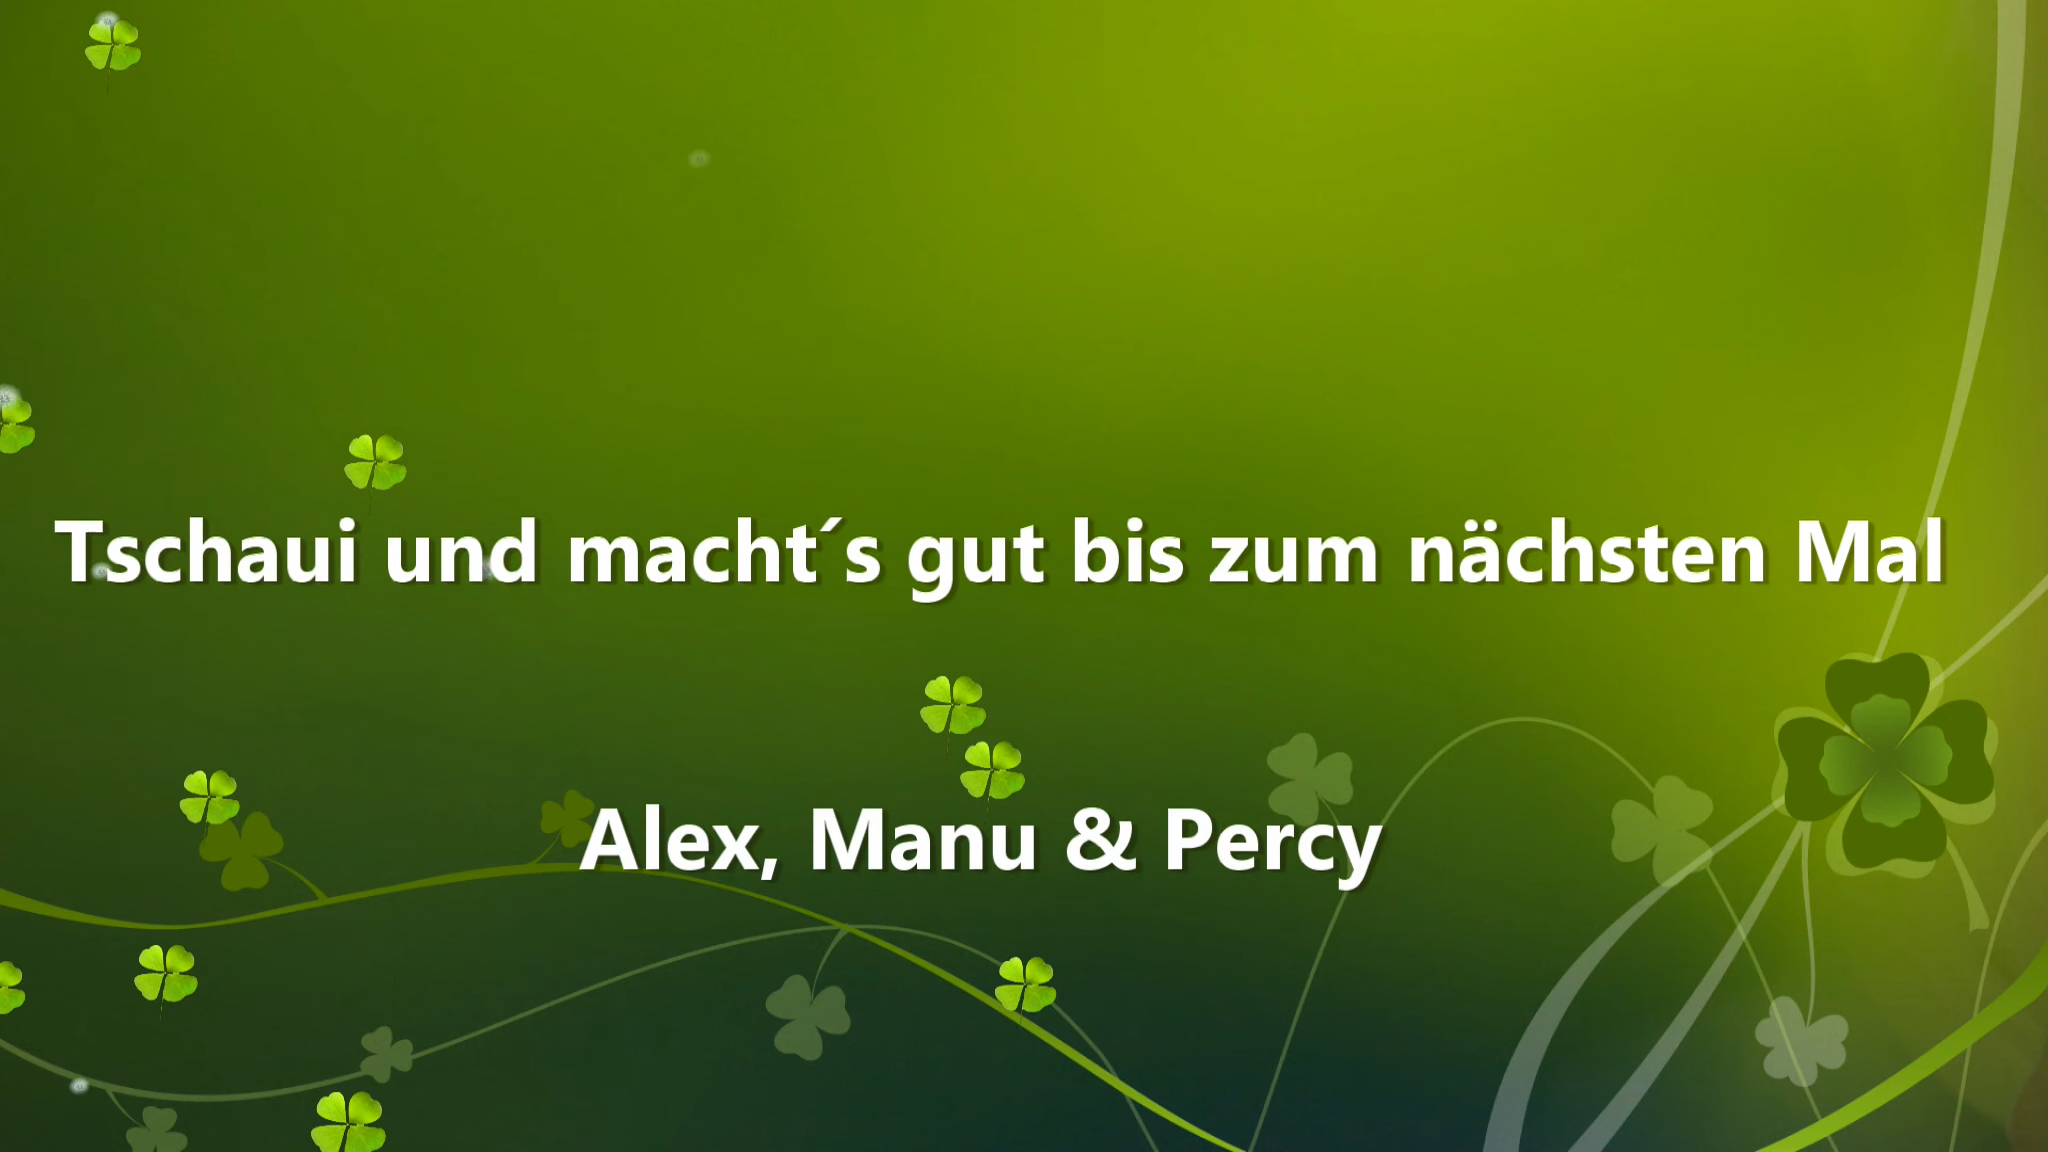 Tschaui und macht´s gut bis zum nächsten Mal
Alex, Manu & Percy